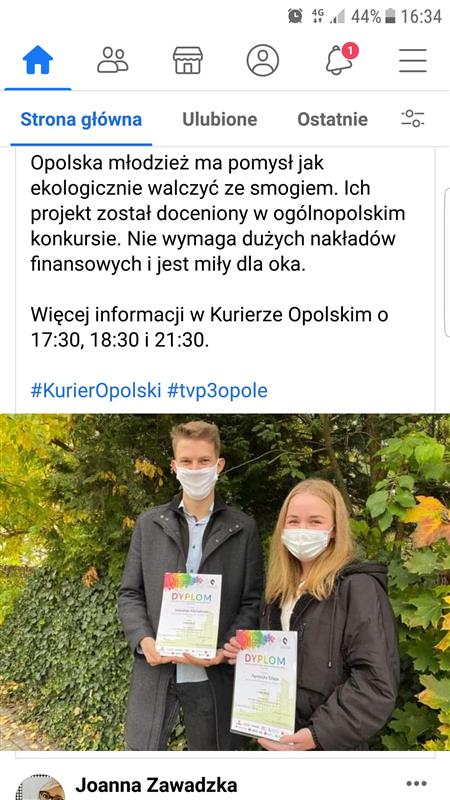 4G 44% 16:34
1
Strona główna Ulubione Ostatnie
Opolska młodzież ma pomysł jak
ekologicznie walczyć ze smogiem. Ich
projekt został doceniony w ogólnopolskim
konkursie. Nie wymaga dużych nakładów
finansowych i jest miły dla oka.
Więcej informacji w Kurierze Opolskim o
17:30, 18:30 i 21:30.
#KurierOpolski #tvp3opole
DYPLOM
DYPLOM
Joanna Zawadzka